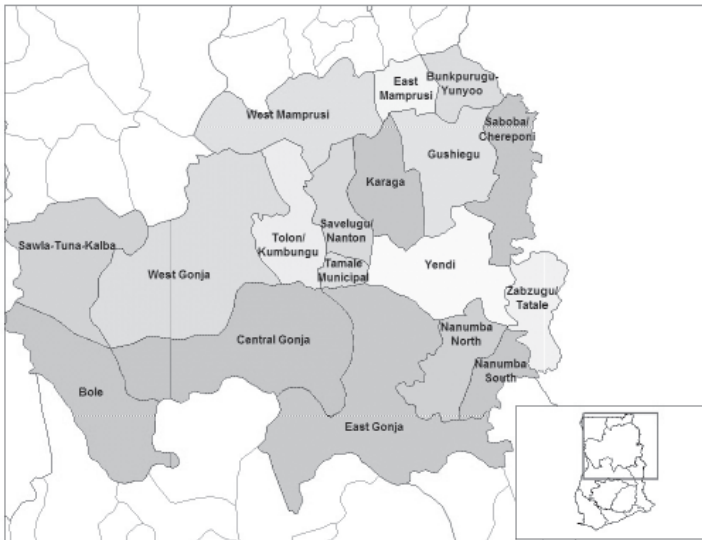 East
Mamprusi
Bunkpurugu-
Yunyoo
West Mamprusi
Saboba/
Chereponi
Gushiegu
Karaga
Savelugu/
Nanton
Tolon/
Kumbungu
Sawla-Tuna-Kalba
West Gonja
Tamale
Municipal
Yendi
Zabzugu/
Tatale
Nanumba
North
Central Gonja
Nanumba
South
Bole
East Gonja